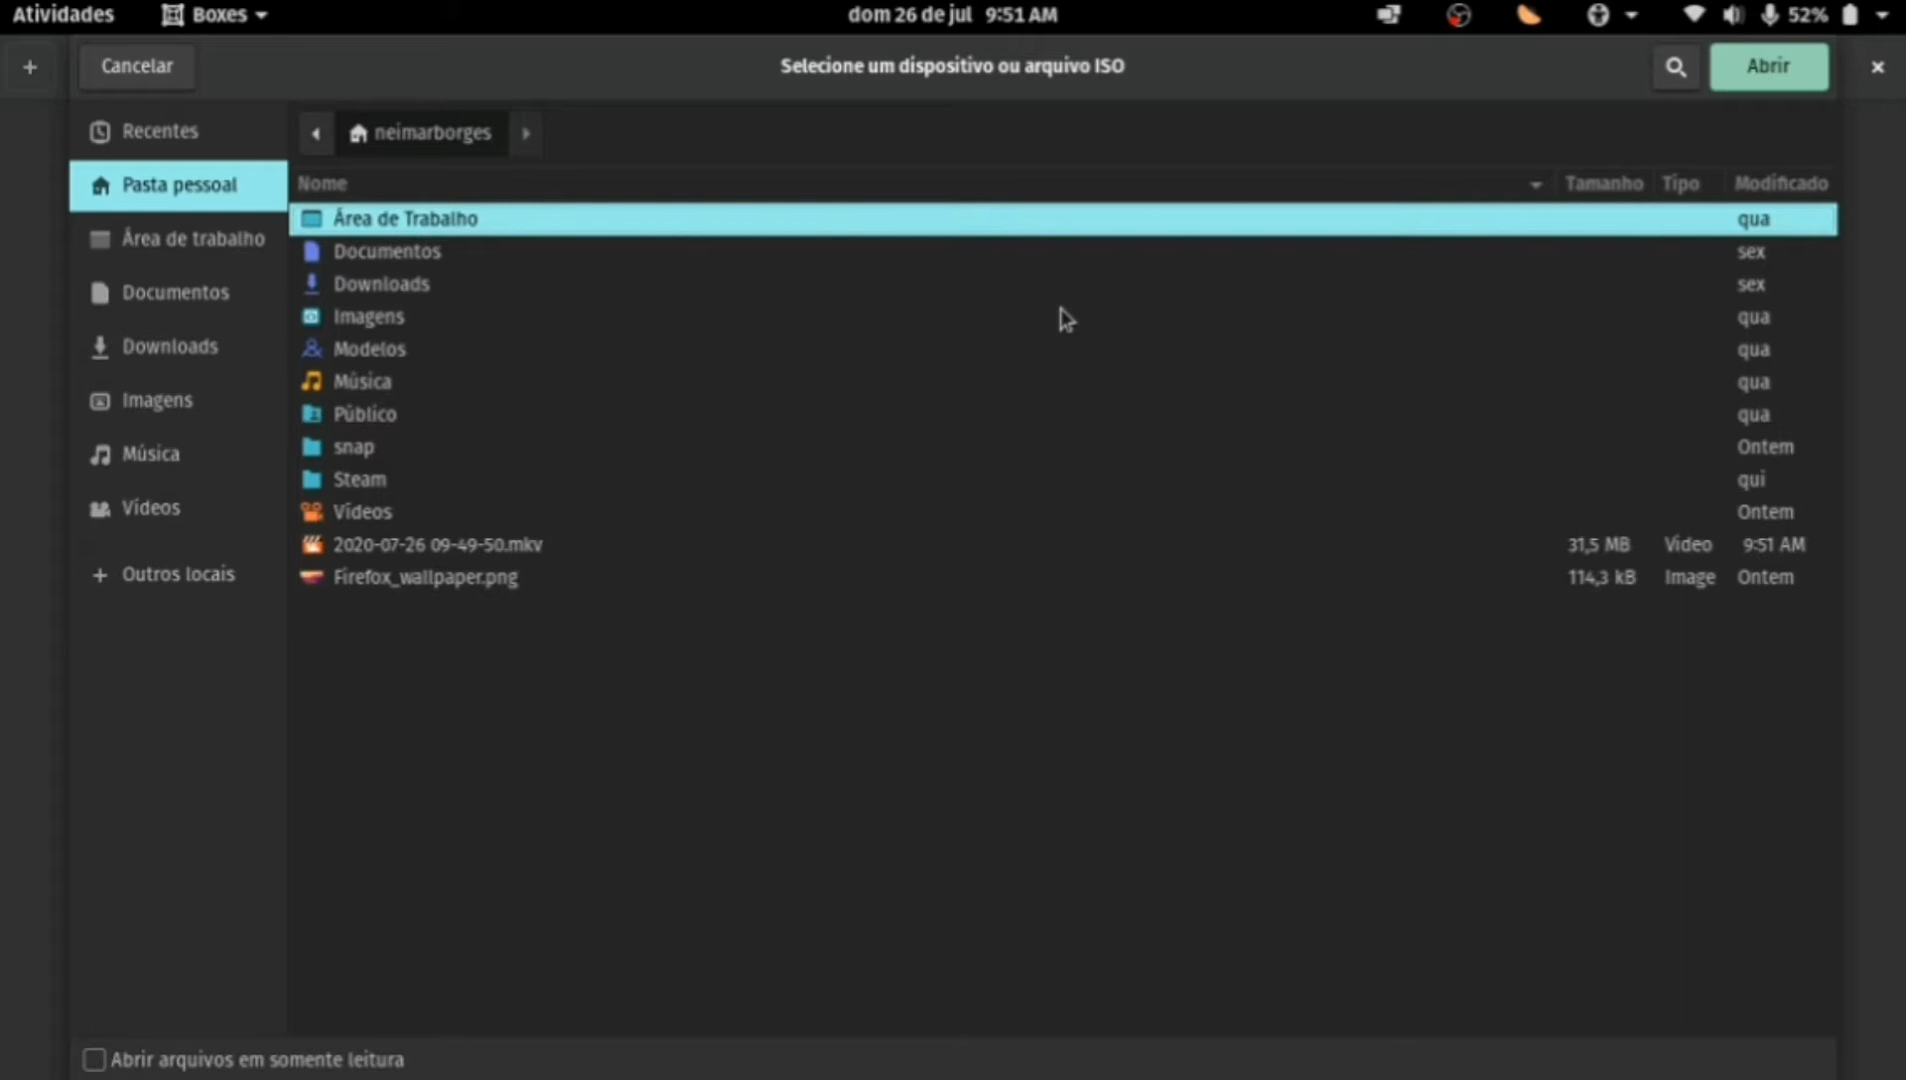 Atividades Boxes dom 26 de jul 9:51 AM 52%
Cancelar Selecione um dispositivo ou arquivo ISO Abrir
Recentes
Pasta pessoal
Área de trabalho
Documentos
Downloads
Imagens
Música
Vídeos
Outros locais
neimarborges
Nome Tamanho Tipo Modificado
Área de Trabalho qua
Documentos sex
Downloads sex
Imagens qua
Modelos qua
Música qua
Público qua
snap Ontem
Steam qui
Vídeos Ontem
2020-07-26 09-49-50.mkv 31,5 MB Vídeo 9:51 AM
Firefox_wallpaper.png 114,3 kB Image Ontem
Abrir arquivos em somente leitura